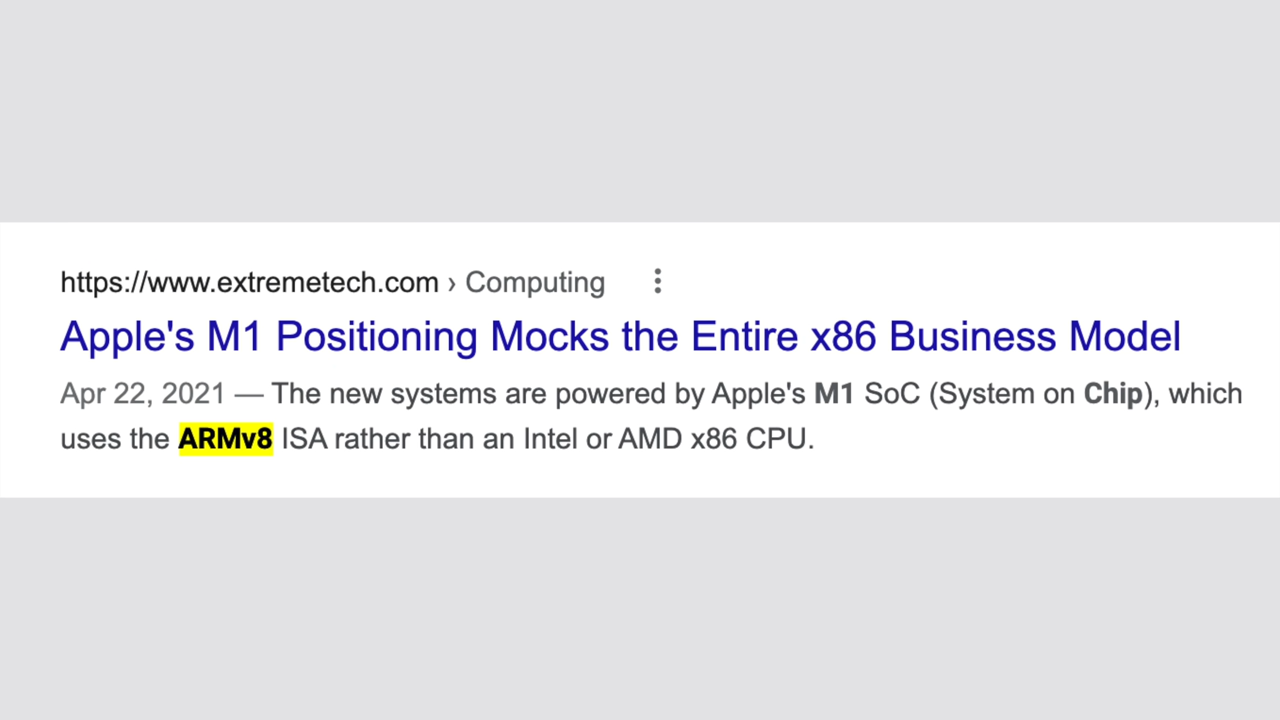 https://www.extremetech.com › Computing
Apple's M1 Positioning Mocks the Entire x86 Business Model
Apr 22, 2021 — The new systems are powered by Apple's M1 SoC (System on Chip), which
uses the ARMv8 ISA rather than an Intel or AMD x86 CPU.